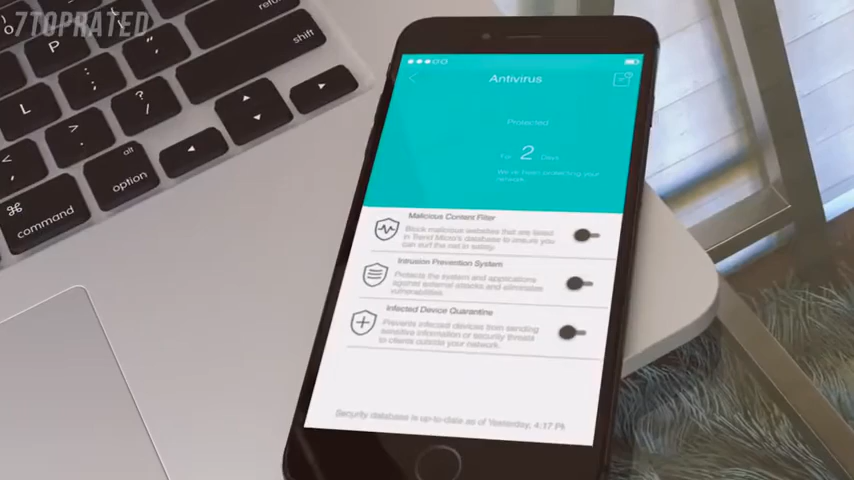 7TOPRATED
P
return
shift
L
:
;
"
'
?
/
>
.
<
,
alt
option
⌘
command
Antivirus
Protected
For 2 Days
We've been protecting your
network.
Malicious Content Filter
Block malicious websites that are listed
in Trend Micro's database to ensure you
can surf the net in safety.
Intrusion Prevention System
Protects the system and applications
against external attacks and eliminates
vulnerabilities.
Infected Device Quarantine
Prevents infected devices from sending
sensitive information or security threats
to clients outside your network.
Security database is up-to-date as of Yesterday, 4:17 PM